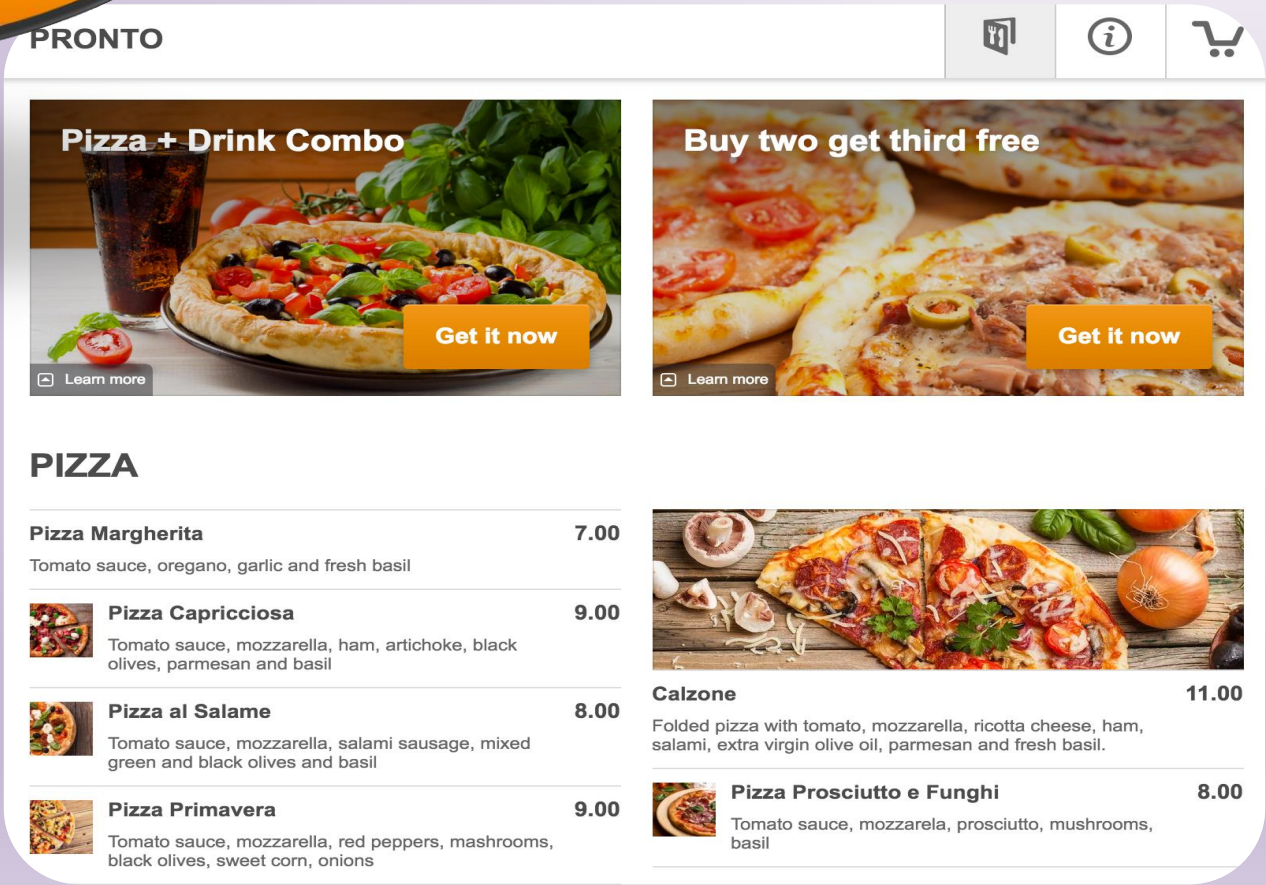 PRONTO
Pizza + Drink Combo
Get it now
Learn more
Buy two get third free
Get it now
Learn more
PIZZA
Pizza Margherita 7.00
Tomato sauce, oregano, garlic and fresh basil
Pizza Capricciosa 9.00
Tomato sauce, mozzarella, ham, artichoke, black
olives, parmesan and basil
Pizza al Salame 8.00
Tomato sauce, mozzarella, salami sausage, mixed
green and black olives and basil
Pizza Primavera 9.00
Tomato sauce, mozzarella, red peppers, mashrooms,
black olives, sweet corn, onions
Calzone 11.00
Folded pizza with tomato, mozzarella, ricotta cheese, ham,
salami, extra virgin olive oil, parmesan and fresh basil.
Pizza Prosciutto e Funghi 8.00
Tomato sauce, mozzarela, prosciutto, mushrooms,
basil